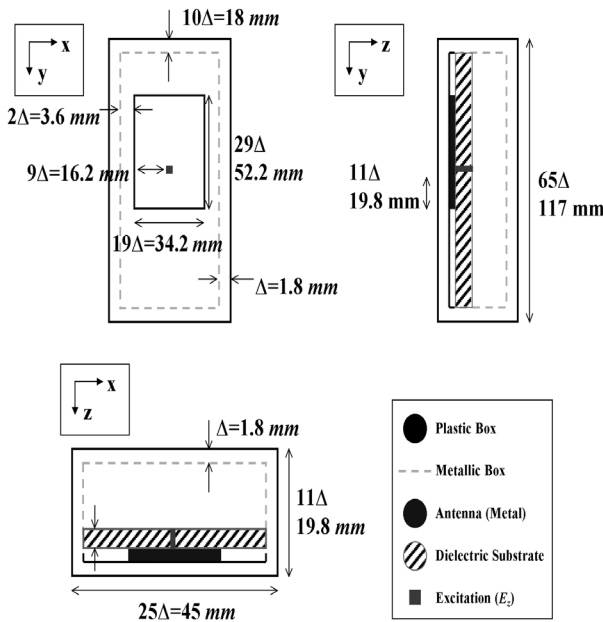 10Δ=18 mm
x
y
2Δ=3.6 mm
9Δ=16.2 mm
29Δ
52.2 mm
19Δ=34.2 mm
Δ=1.8 mm
z
y
11Δ
19.8 mm
65Δ
117 mm
x
z
Δ=1.8 mm
11Δ
19.8 mm
25Δ=45 mm
Plastic Box
Metallic Box
Antenna (Metal)
Dielectric Substrate
Excitation (Ez)